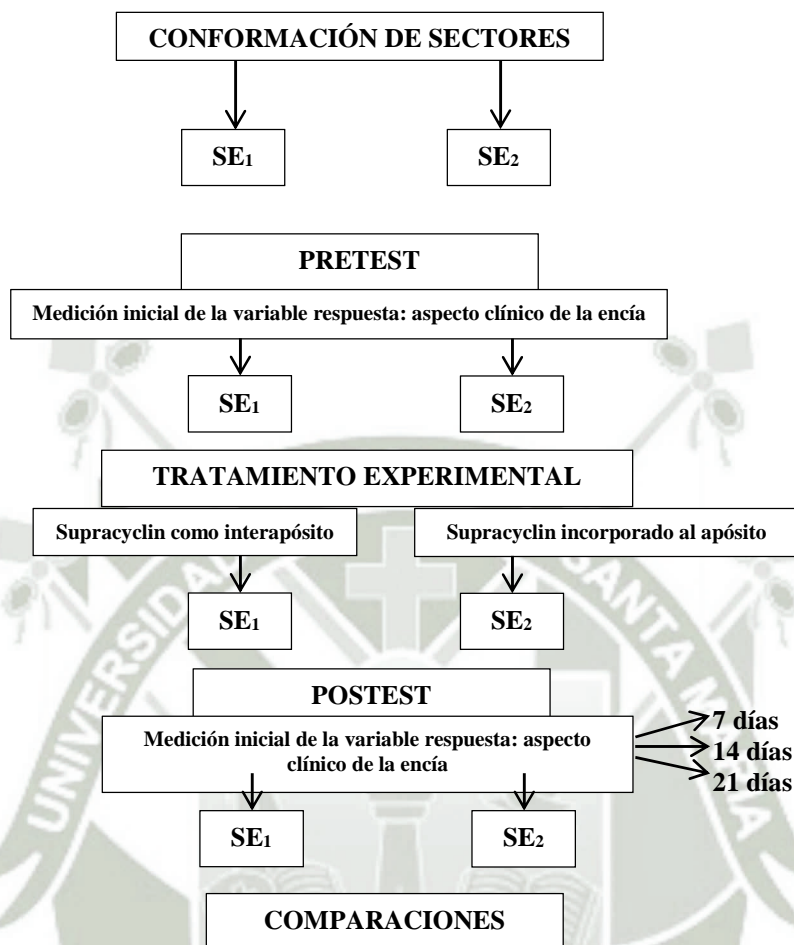 CONFORMACIÓN DE SECTORES
SE₁ SE₂
PRETEST
Medición inicial de la variable respuesta: aspecto clínico de la encía
SE₁ SE₂
TRATAMIENTO EXPERIMENTAL
Supracyclin como interapósito Supracyclin incorporado al apósito
SE₁ SE₂
POSTEST
Medición inicial de la variable respuesta: aspecto
clínico de la encía
7 días
14 días
21 días
SE₁ SE₂
COMPARACIONES